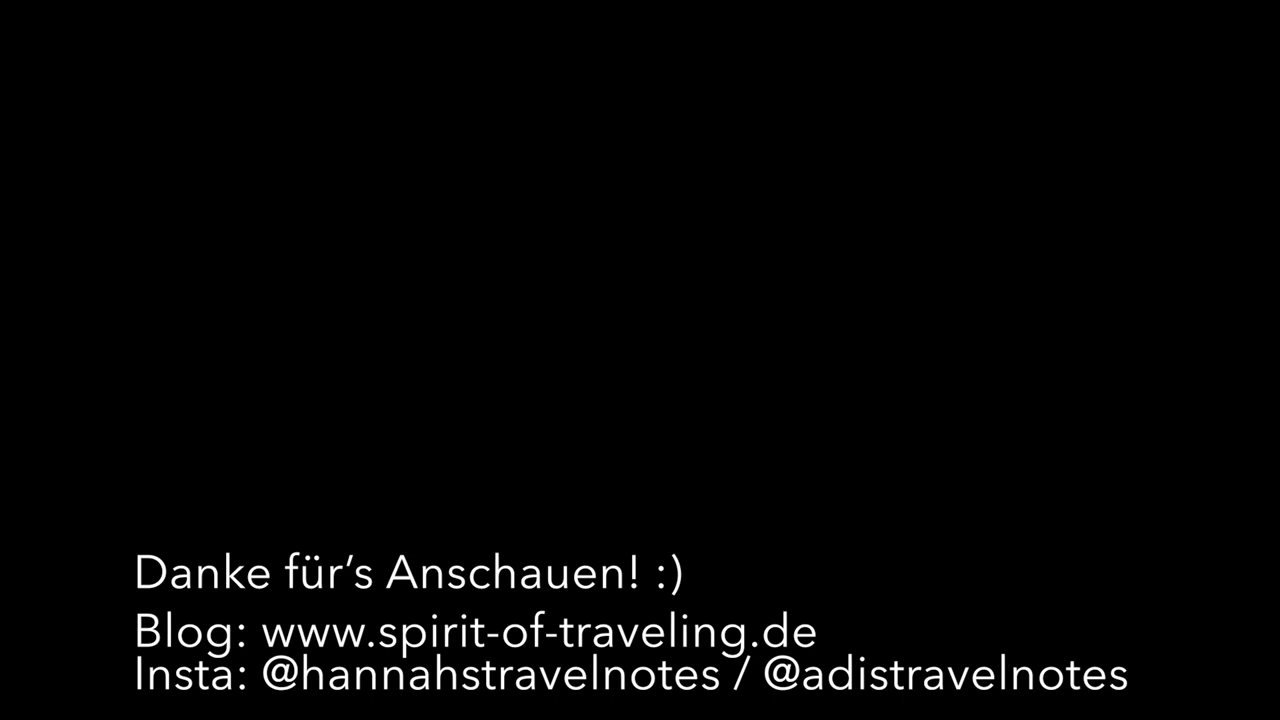 Danke für’s Anschauen! :)
Blog: www.spirit-of-traveling.de
Insta: @hannahstravelnotes / @adistravelnotes